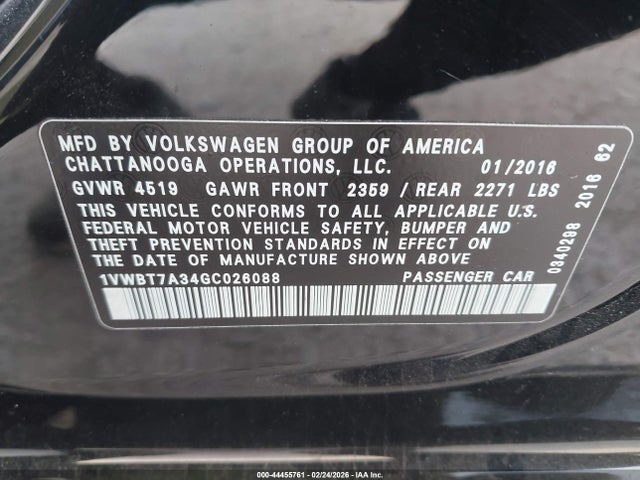 MFD BY VOLKSWAGEN GROUP OF AMERICA
CHATTANOOGA OPERATIONS, LLC. 01/2016
GVWR 4519 GAWR FRONT 2359 / REAR 2271 LBS
THIS VEHICLE CONFORMS TO ALL APPLICABLE U.S.
FEDERAL MOTOR VEHICLE SAFETY, BUMPER AND
THEFT PREVENTION STANDARDS IN EFFECT ON
THE DATE OF MANUFACTURE SHOWN ABOVE
1VWBT7A34GC026088 PASSENGER CAR
0340298 2016 62
000-44455761 - 02/24/2026 - IAA Inc.